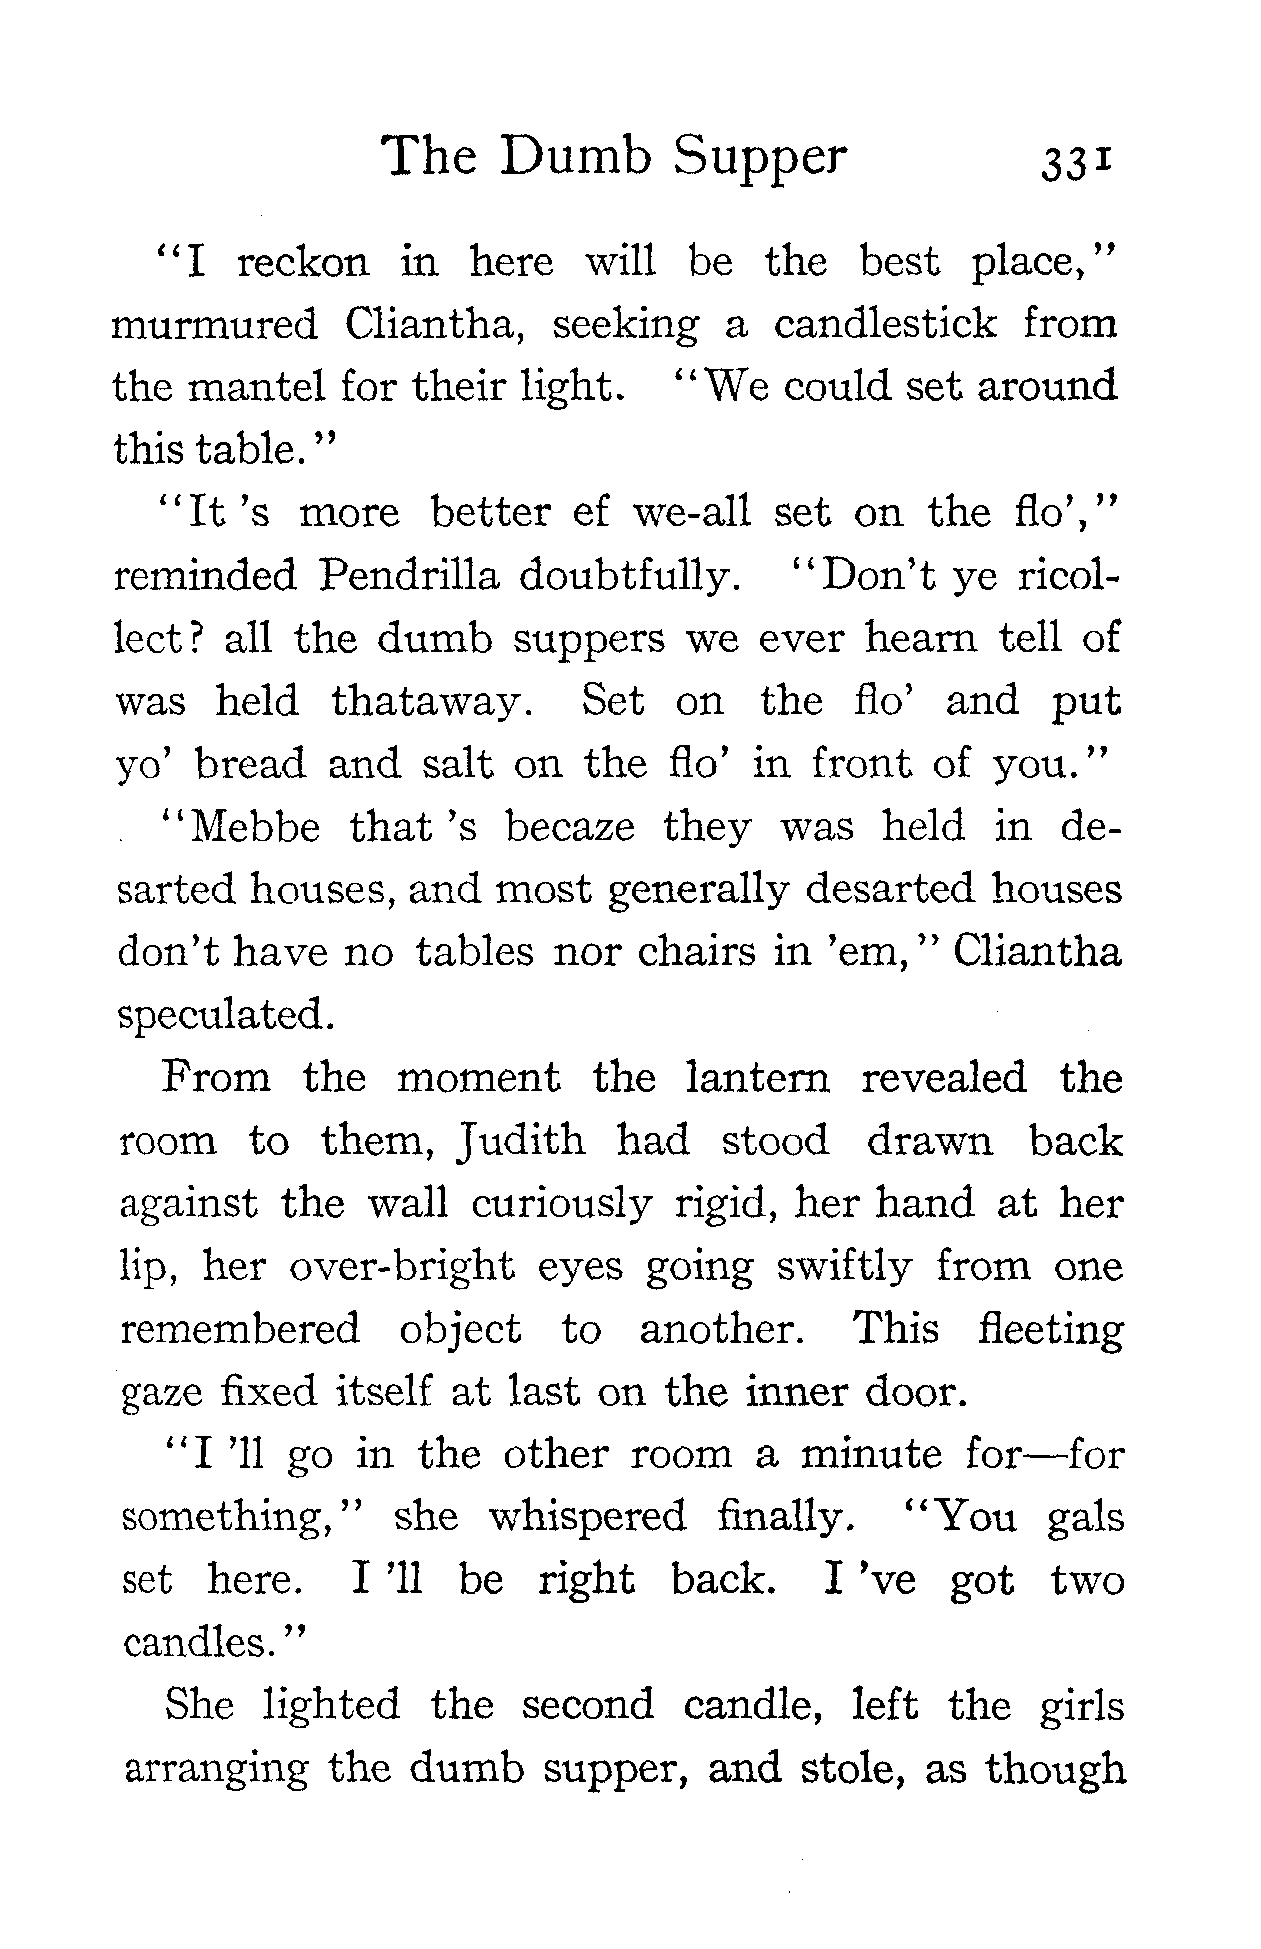 The Dumb Supper 331
"I reckon in here will be the best place,"
murmured Cliantha, seeking a candlestick from
the mantel for their light. "We could set around
this table."
"It 's more better ef we-all set on the flo',"
reminded Pendrilla doubtfully. "Don't ye ricol-
lect? all the dumb suppers we ever hearn tell of
was held thataway. Set on the flo' and put
yo' bread and salt on the flo' in front of you."
"Mebbe that 's becaze they was held in de-
sarted houses, and most generally desarted houses
don't have no tables nor chairs in 'em," Cliantha
speculated.
From the moment the lantern revealed the
room to them, Judith had stood drawn back
against the wall curiously rigid, her hand at her
lip, her over-bright eyes going swiftly from one
remembered object to another. This fleeting
gaze fixed itself at last on the inner door.
"I 'll go in the other room a minute for—for
something," she whispered finally. "You gals
set here. I 'll be right back. I 've got two
candles."
She lighted the second candle, left the girls
arranging the dumb supper, and stole, as though